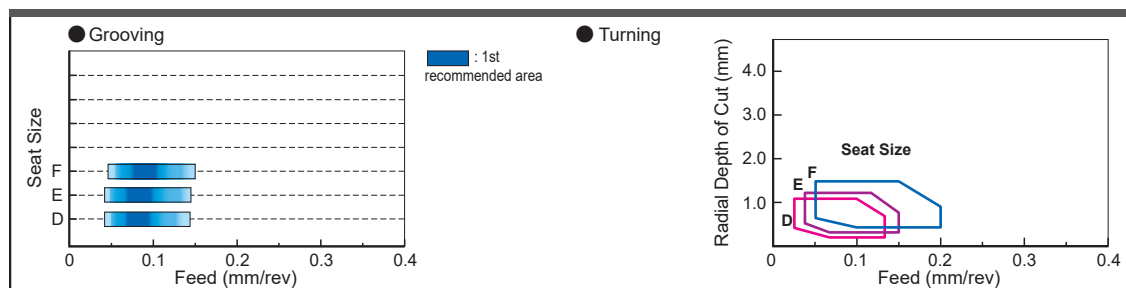 ● Grooving
: 1st
recommended area
Seat Size
F
E
D
0
0.1
0.2
0.3
0.4
Feed (mm/rev)
● Turning
Radial Depth of Cut (mm)
4.0
3.0
2.0
1.0
Seat Size
F
E
D
0
0.1
0.2
0.3
0.4
Feed (mm/rev)